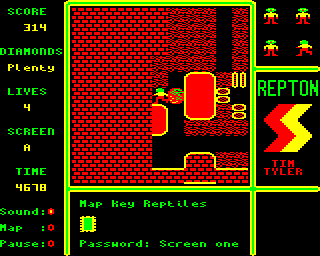 SCORE
314
DIAMONDS
Plenty
LIVES
4
SCREEN
A
TIME
4678
Sound:
Map :
Pause:
REPTON
TIM
TYLER
Map Key Reptiles
Password: Screen one